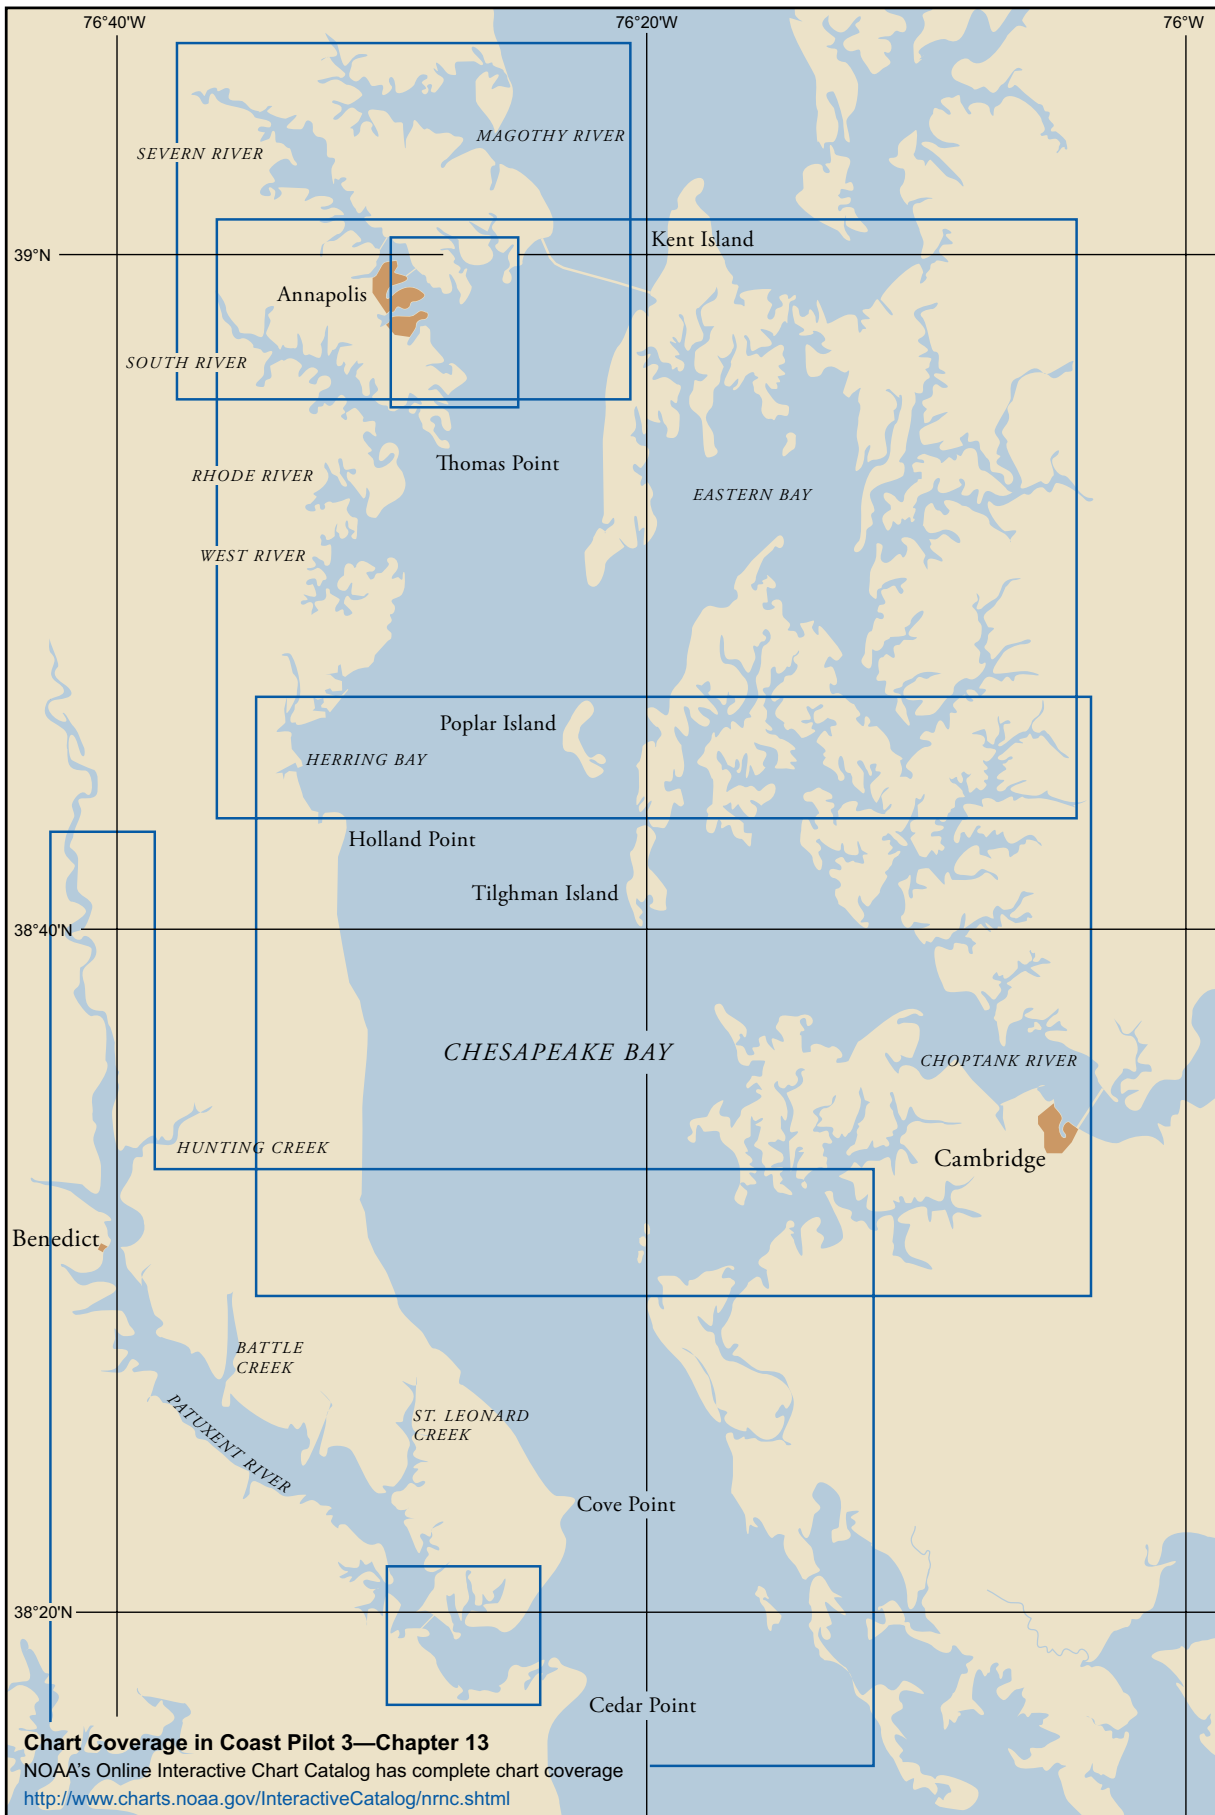 76°40'W
76°20'W
76°W
MAGOTHY RIVER
SEVERN RIVER
Kent Island
39°N
Annapolis
SOUTH RIVER
Thomas Point
RHODE RIVER
EASTERN BAY
WEST RIVER
Poplar Island
HERRING BAY
Holland Point
Tilghman Island
38°40'N
CHESAPEAKE BAY
CHOPTANK RIVER
HUNTING CREEK
Cambridge
Benedict
BATTLE
CREEK
PATUXENT RIVER
ST. LEONARD
CREEK
Cove Point
38°20'N
Cedar Point
Chart Coverage in Coast Pilot 3—Chapter 13
NOAA's Online Interactive Chart Catalog has complete chart coverage
http://www.charts.noaa.gov/InteractiveCatalog/nrnc.shtml